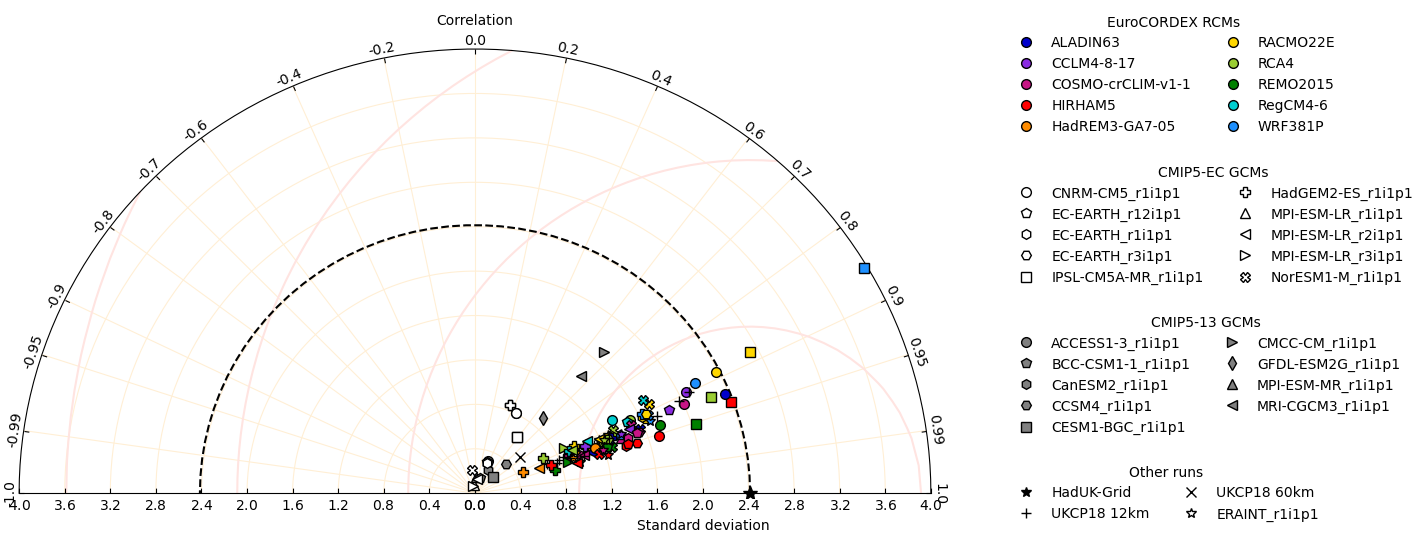 Correlation
-0.2 0.0 0.2
-0.4 0.4
-0.6 0.6
-0.7 0.7
-0.8 0.8
-0.9 0.9
-0.95 0.95
-0.99 0.99
-1.0 1.0
4.0 3.6 3.2 2.8 2.4 2.0 1.6 1.2 0.8 0.4 0.0 0.4 0.8 1.2 1.6 2.0 2.4 2.8 3.2 3.6 4.0
Standard deviation
EuroCORDEX RCMs
ALADIN63 RACMO22E
CCLM4-8-17 RCA4
COSMO-crCLIM-v1-1 REMO2015
HIRHAM5 RegCM4-6
HadREM3-GA7-05 WRF381P
CMIP5-EC GCMs
CNRM-CM5_r1i1p1 HadGEM2-ES_r1i1p1
EC-EARTH_r12i1p1 MPI-ESM-LR_r1i1p1
EC-EARTH_r1i1p1 MPI-ESM-LR_r2i1p1
EC-EARTH_r3i1p1 MPI-ESM-LR_r3i1p1
IPSL-CM5A-MR_r1i1p1 NorESM1-M_r1i1p1
CMIP5-13 GCMs
ACCESS1-3_r1i1p1 CMCC-CM_r1i1p1
BCC-CSM1-1_r1i1p1 GFDL-ESM2G_r1i1p1
CanESM2_r1i1p1 MPI-ESM-MR_r1i1p1
CCSM4_r1i1p1 MRI-CGCM3_r1i1p1
CESM1-BGC_r1i1p1
Other runs
HadUK-Grid UKCP18 60km
UKCP18 12km ERAINT_r1i1p1